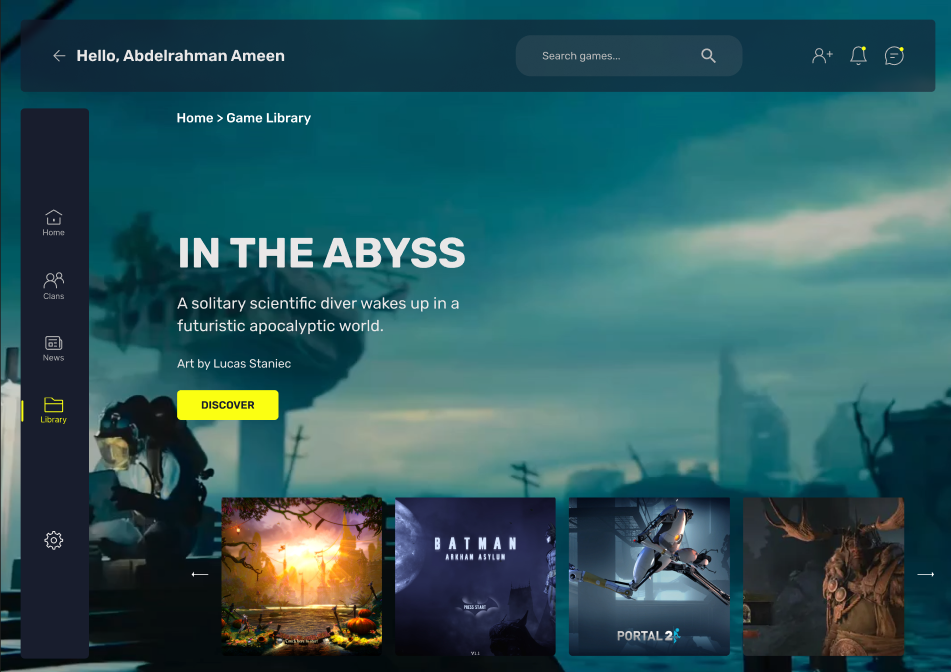 Hello, Abdelrahman Ameen
Search games...
Home > Game Library
Home
Clans
News
Library
IN THE ABYSS
A solitary scientific diver wakes up in a
futuristic apocalyptic world.
Art by Lucas Staniec
DISCOVER
BATMAN
ARKHAM ASYLUM
PRESS START
PORTAL 2